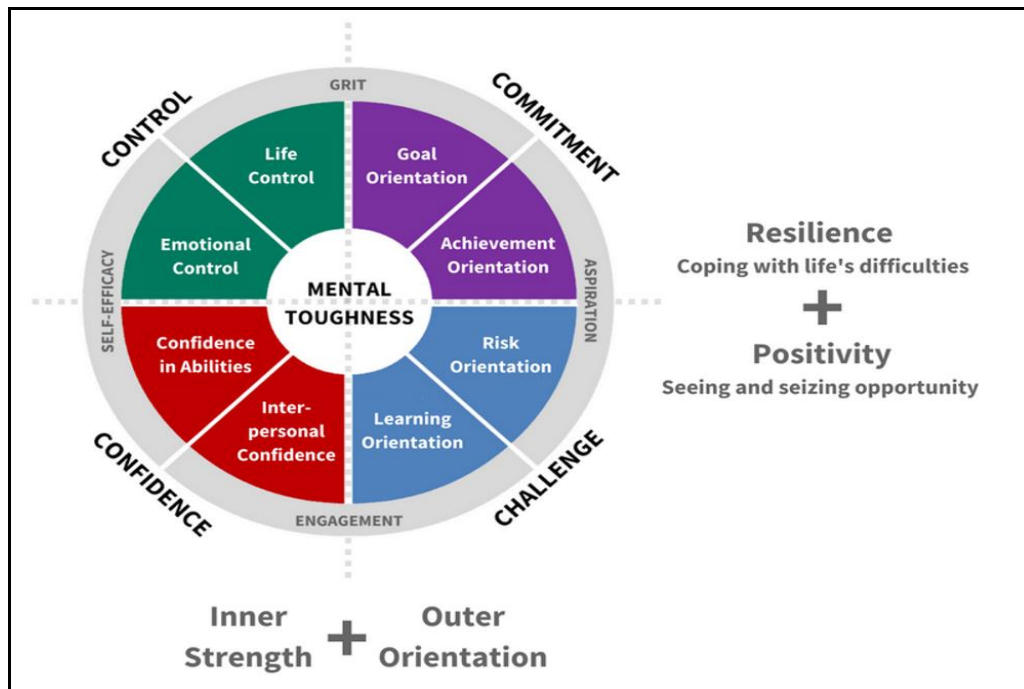 GRIT
CONTROL
COMMITMENT
Life
Control
Goal
Orientation
Emotional
Control
Achievement
Orientation
SELF-EFFICACY
ASPIRATION
MENTAL
TOUGHNESS
Confidence
in Abilities
Risk
Orientation
Inter-
personal
Confidence
Learning
Orientation
CONFIDENCE
CHALLENGE
ENGAGEMENT
Resilience
Coping with life's difficulties
+
Positivity
Seeing and seizing opportunity
Inner
Strength
+
Outer
Orientation